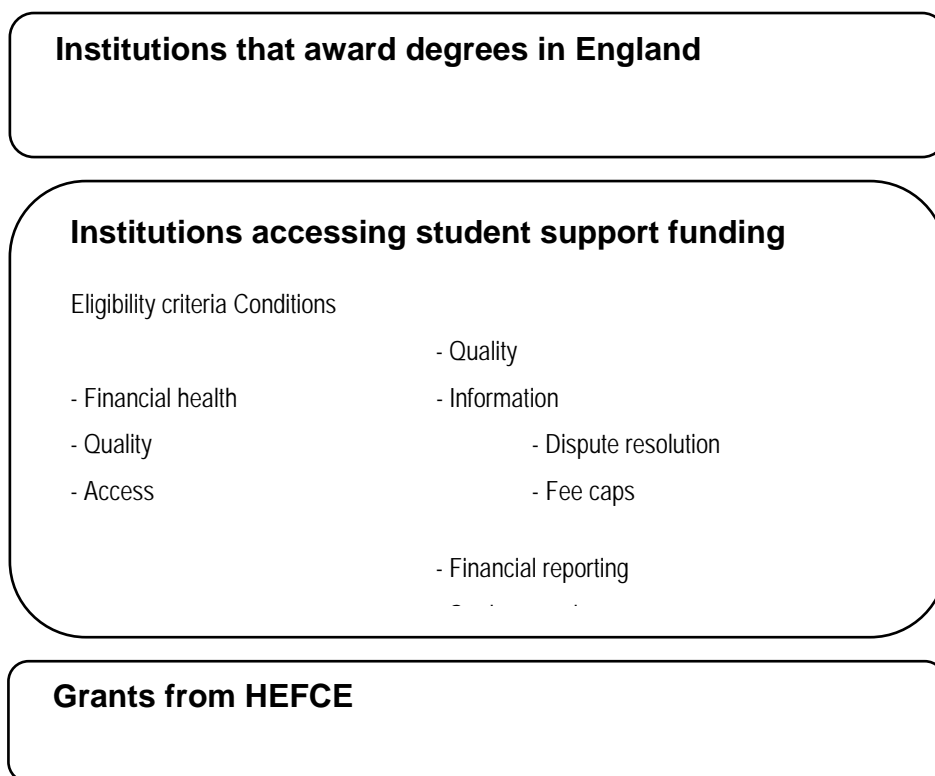 Institutions that award degrees in England
Institutions accessing student support funding
Eligibility criteria Conditions
- Quality
- Financial health - Information
- Quality - Dispute resolution
- Access - Fee caps
- Financial reporting
Grants from HEFCE